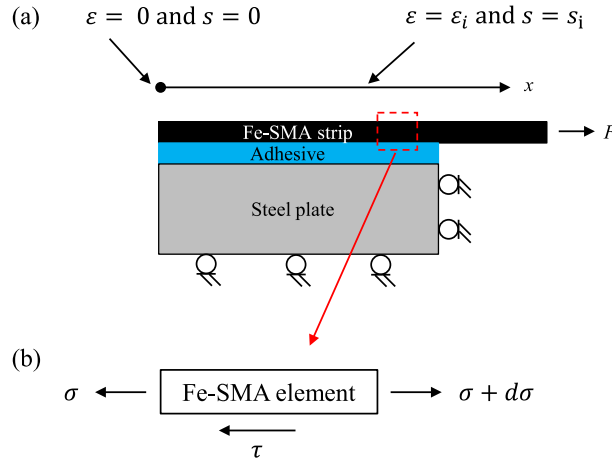 (a)
ε = 0 and s = 0
ε = εᵢ and s = sᵢ
x
Fe-SMA strip
F
Adhesive
Steel plate
(b)
σ
Fe-SMA element
σ + dσ
τ